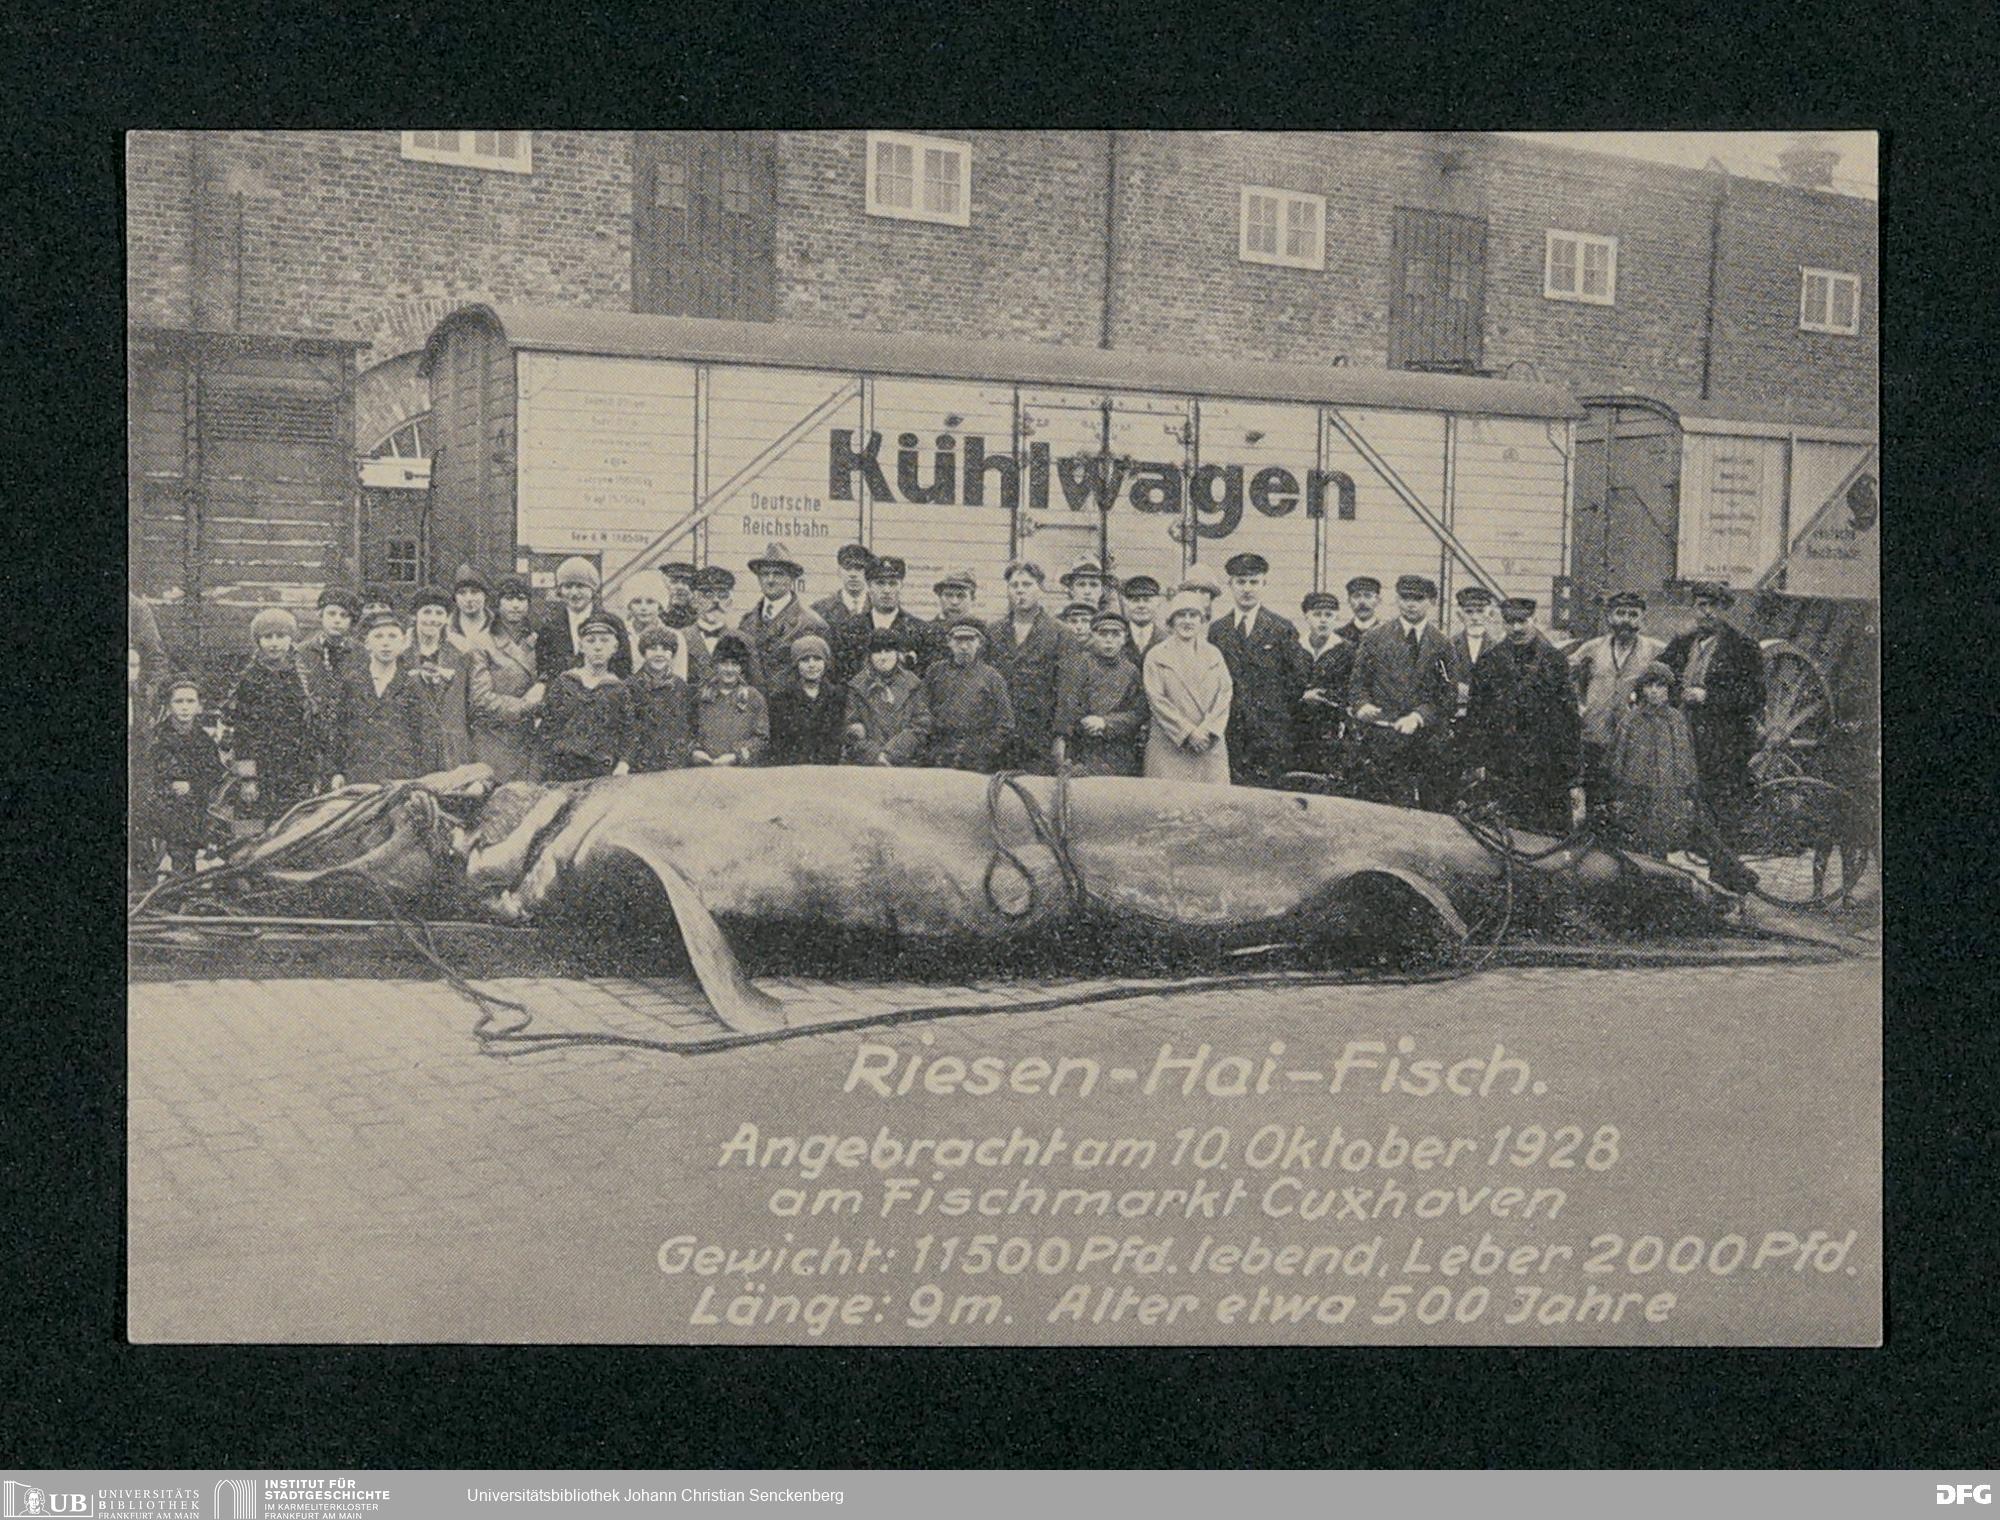 Kühlwagen
Deutsche
Reichsbahn
Riesen-Hai-Fisch.
Angebracht am 10. Oktober 1928
am Fischmarkt Cuxhaven
Gewicht: 11500 Pfd. lebend, Leber 2000 Pfd.
Länge: 9m. Alter etwa 500 Jahre
UB
UNIVERSITÄTS
BIBLIOTHEK
FRANKFURT AM MAIN
INSTITUT FÜR
STADTGESCHICHTE
IM KARMELITERKLOSTER
FRANKFURT AM MAIN
Universitätsbibliothek Johann Christian Senckenberg
DFG